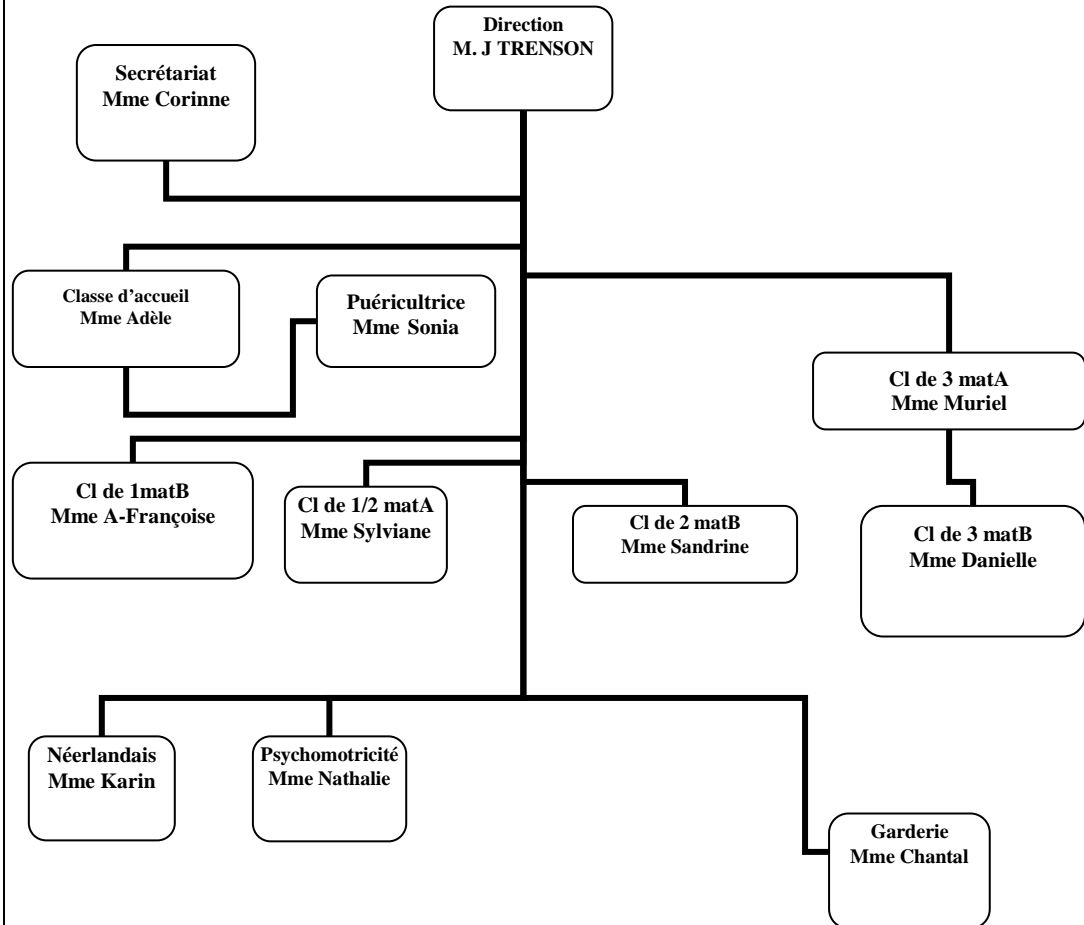 Direction
M. J TRENSON
Secrétariat
Mme Corinne
Classe d'accueil
Mme Adèle
Puéricultrice
Mme Sonia
Cl de 3 matA
Mme Muriel
Cl de 1matB
Mme A-Françoise
Cl de 1/2 matA
Mme Sylviane
Cl de 2 matB
Mme Sandrine
Cl de 3 matB
Mme Danielle
Néerlandais
Mme Karin
Psychomotricité
Mme Nathalie
Garderie
Mme Chantal